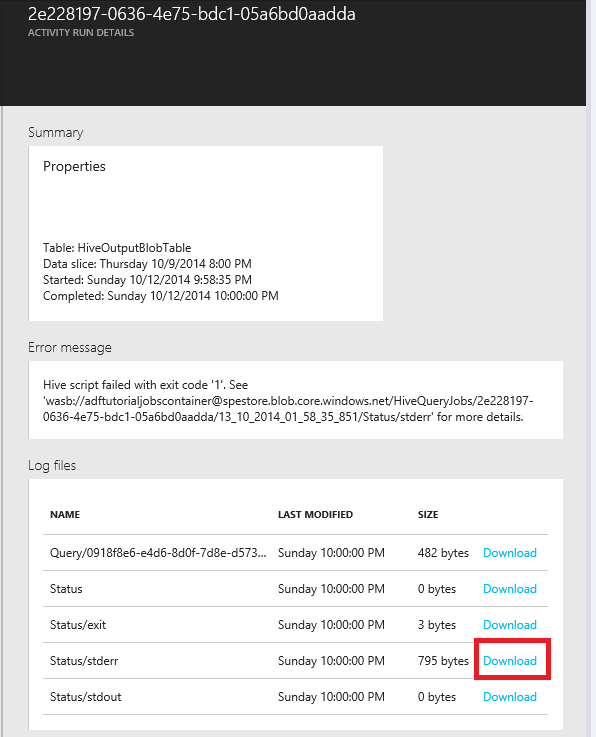 2e228197-0636-4e75-bdc1-05a6bd0aadda
ACTIVITY RUN DETAILS
Summary
Properties
Table: HiveOutputBlobTable
Data slice: Thursday 10/9/2014 8:00 PM
Started: Sunday 10/12/2014 9:58:35 PM
Completed: Sunday 10/12/2014 10:00:00 PM
Error message
Hive script failed with exit code '1'. See
'wasb://adftutorialjobscontainer@spestore.blob.core.windows.net/HiveQueryJobs/2e228197-
0636-4e75-bdc1-05a6bd0aadda/13_10_2014_01_58_35_851/Status/stderr' for more details.
Log files
NAME LAST MODIFIED SIZE
Query/0918f8e6-e4d6-8d0f-7d8e-d573... Sunday 10:00:00 PM 482 bytes Download
Status Sunday 10:00:00 PM 0 bytes Download
Status/exit Sunday 10:00:00 PM 3 bytes Download
Status/stderr Sunday 10:00:00 PM 795 bytes Download
Status/stdout Sunday 10:00:00 PM 0 bytes Download